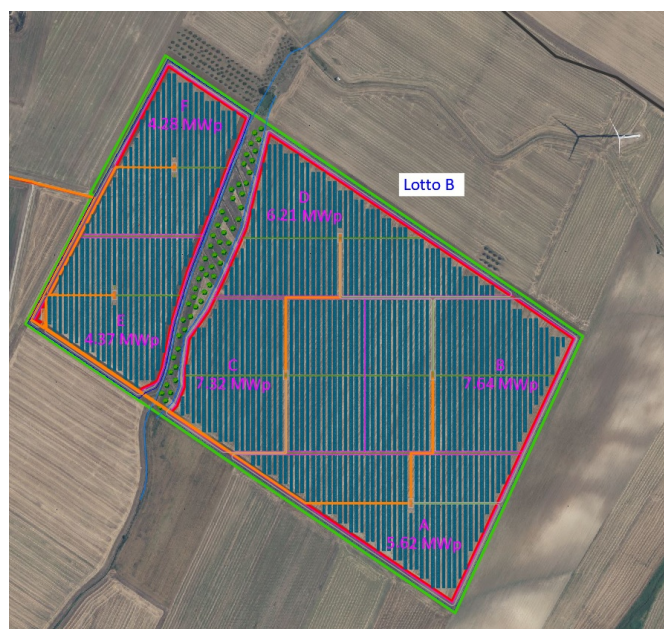 Lotto B
F
4.28 MWp
D
6.21 MWp
E
4.37 MWp
C
7.32 MWp
B
7.64 MWp
A
5.62 MWp